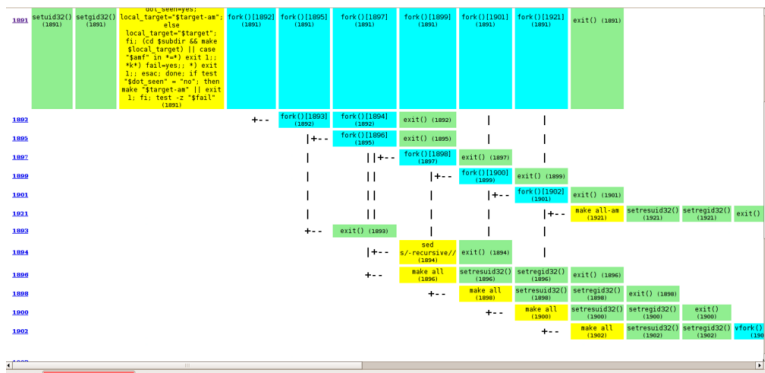 1891 setuid32() (1891) setgid32() (1891) dot_seen=yes; fork()[1892] (1891) fork()[1895] (1891) fork()[1897] (1891) fork()[1899] (1891) fork()[1901] (1891) fork()[1921] (1891) exit() (1891)
local_target="$target-am";
else
local_target="$target";
fi; (cd $subdir && make
$local_target) || case
"$amf" in *=*) exit 1;;
*k*) fail=yes;; *) exit
1;; esac; done; if test
"$dot_seen" = "no"; then
make "$target-am" || exit
1; fi; test -z "$fail"
(1891)
1892 +-- fork()[1893] (1892) fork()[1894] (1892) exit() (1892) | |
1895 |+-- fork()[1896] (1895) exit() (1895) | |
1897 | ||+-- fork()[1898] (1897) exit() (1897) |
1899 | || |+-- fork()[1900] (1899) exit() (1899)
1901 | || | |+-- fork()[1902] (1901) exit() (1901)
1921 | || | | |+-- make all-am (1921) setresuid32() (1921) setregid32() (1921) exit()
1893 +-- exit() (1893) | | |
1894 |+-- sed s/-recursive// (1894) exit() (1894) |
1896 +-- make all (1896) setresuid32() (1896) setregid32() (1896) exit() (1896)
1898 +-- make all (1898) setresuid32() (1898) setregid32() (1898) exit() (1898)
1900 +-- make all (1900) setresuid32() (1900) setregid32() (1900) exit() (1900)
1902 +-- make all (1902) setresuid32() (1902) setregid32() (1902) vfork()